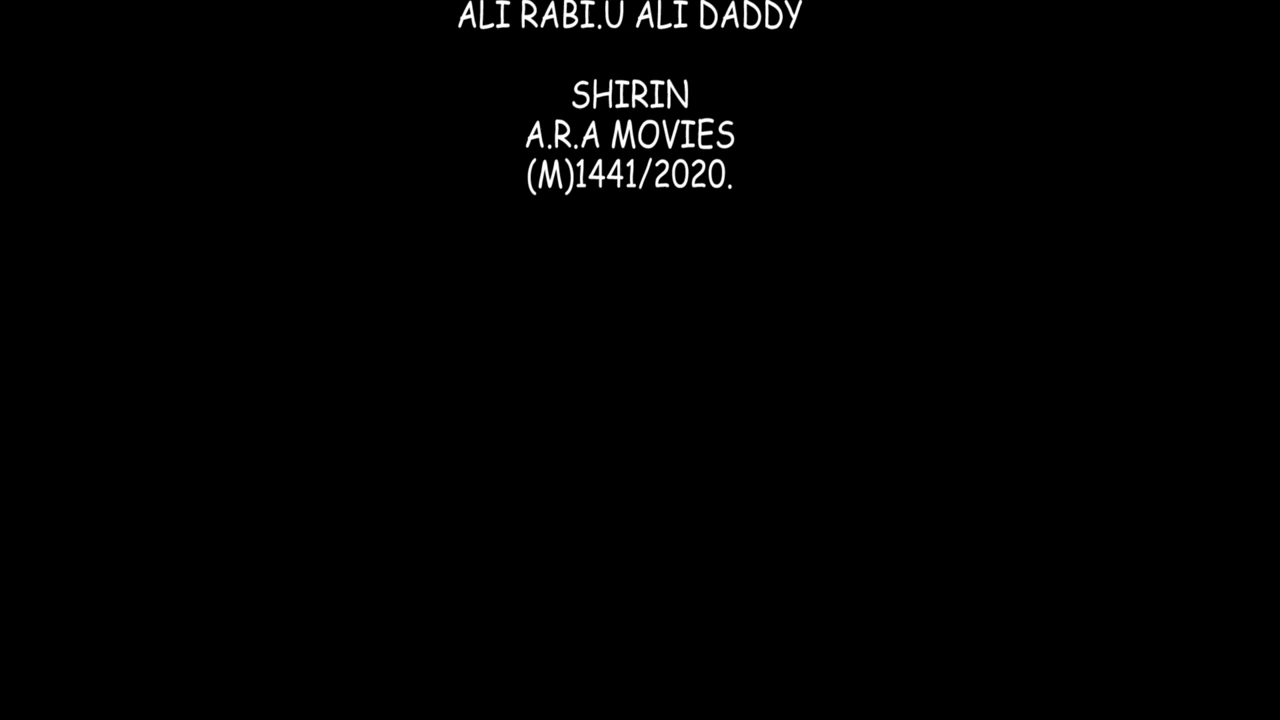 ALI RABI.U ALI DADDY
SHIRIN
A.R.A MOVIES
(M)1441/2020.